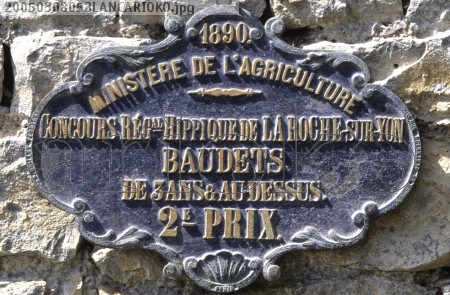 20050308053LANCARIOKO.jpg
1890.
MINISTÈRE DE L'AGRICULTURE
CONCOURS RÉGAL HIPPIQUE DE LA ROCHE-SUR-YON
BAUDETS
DE 3 ANS & AU-DESSUS.
2E PRIX